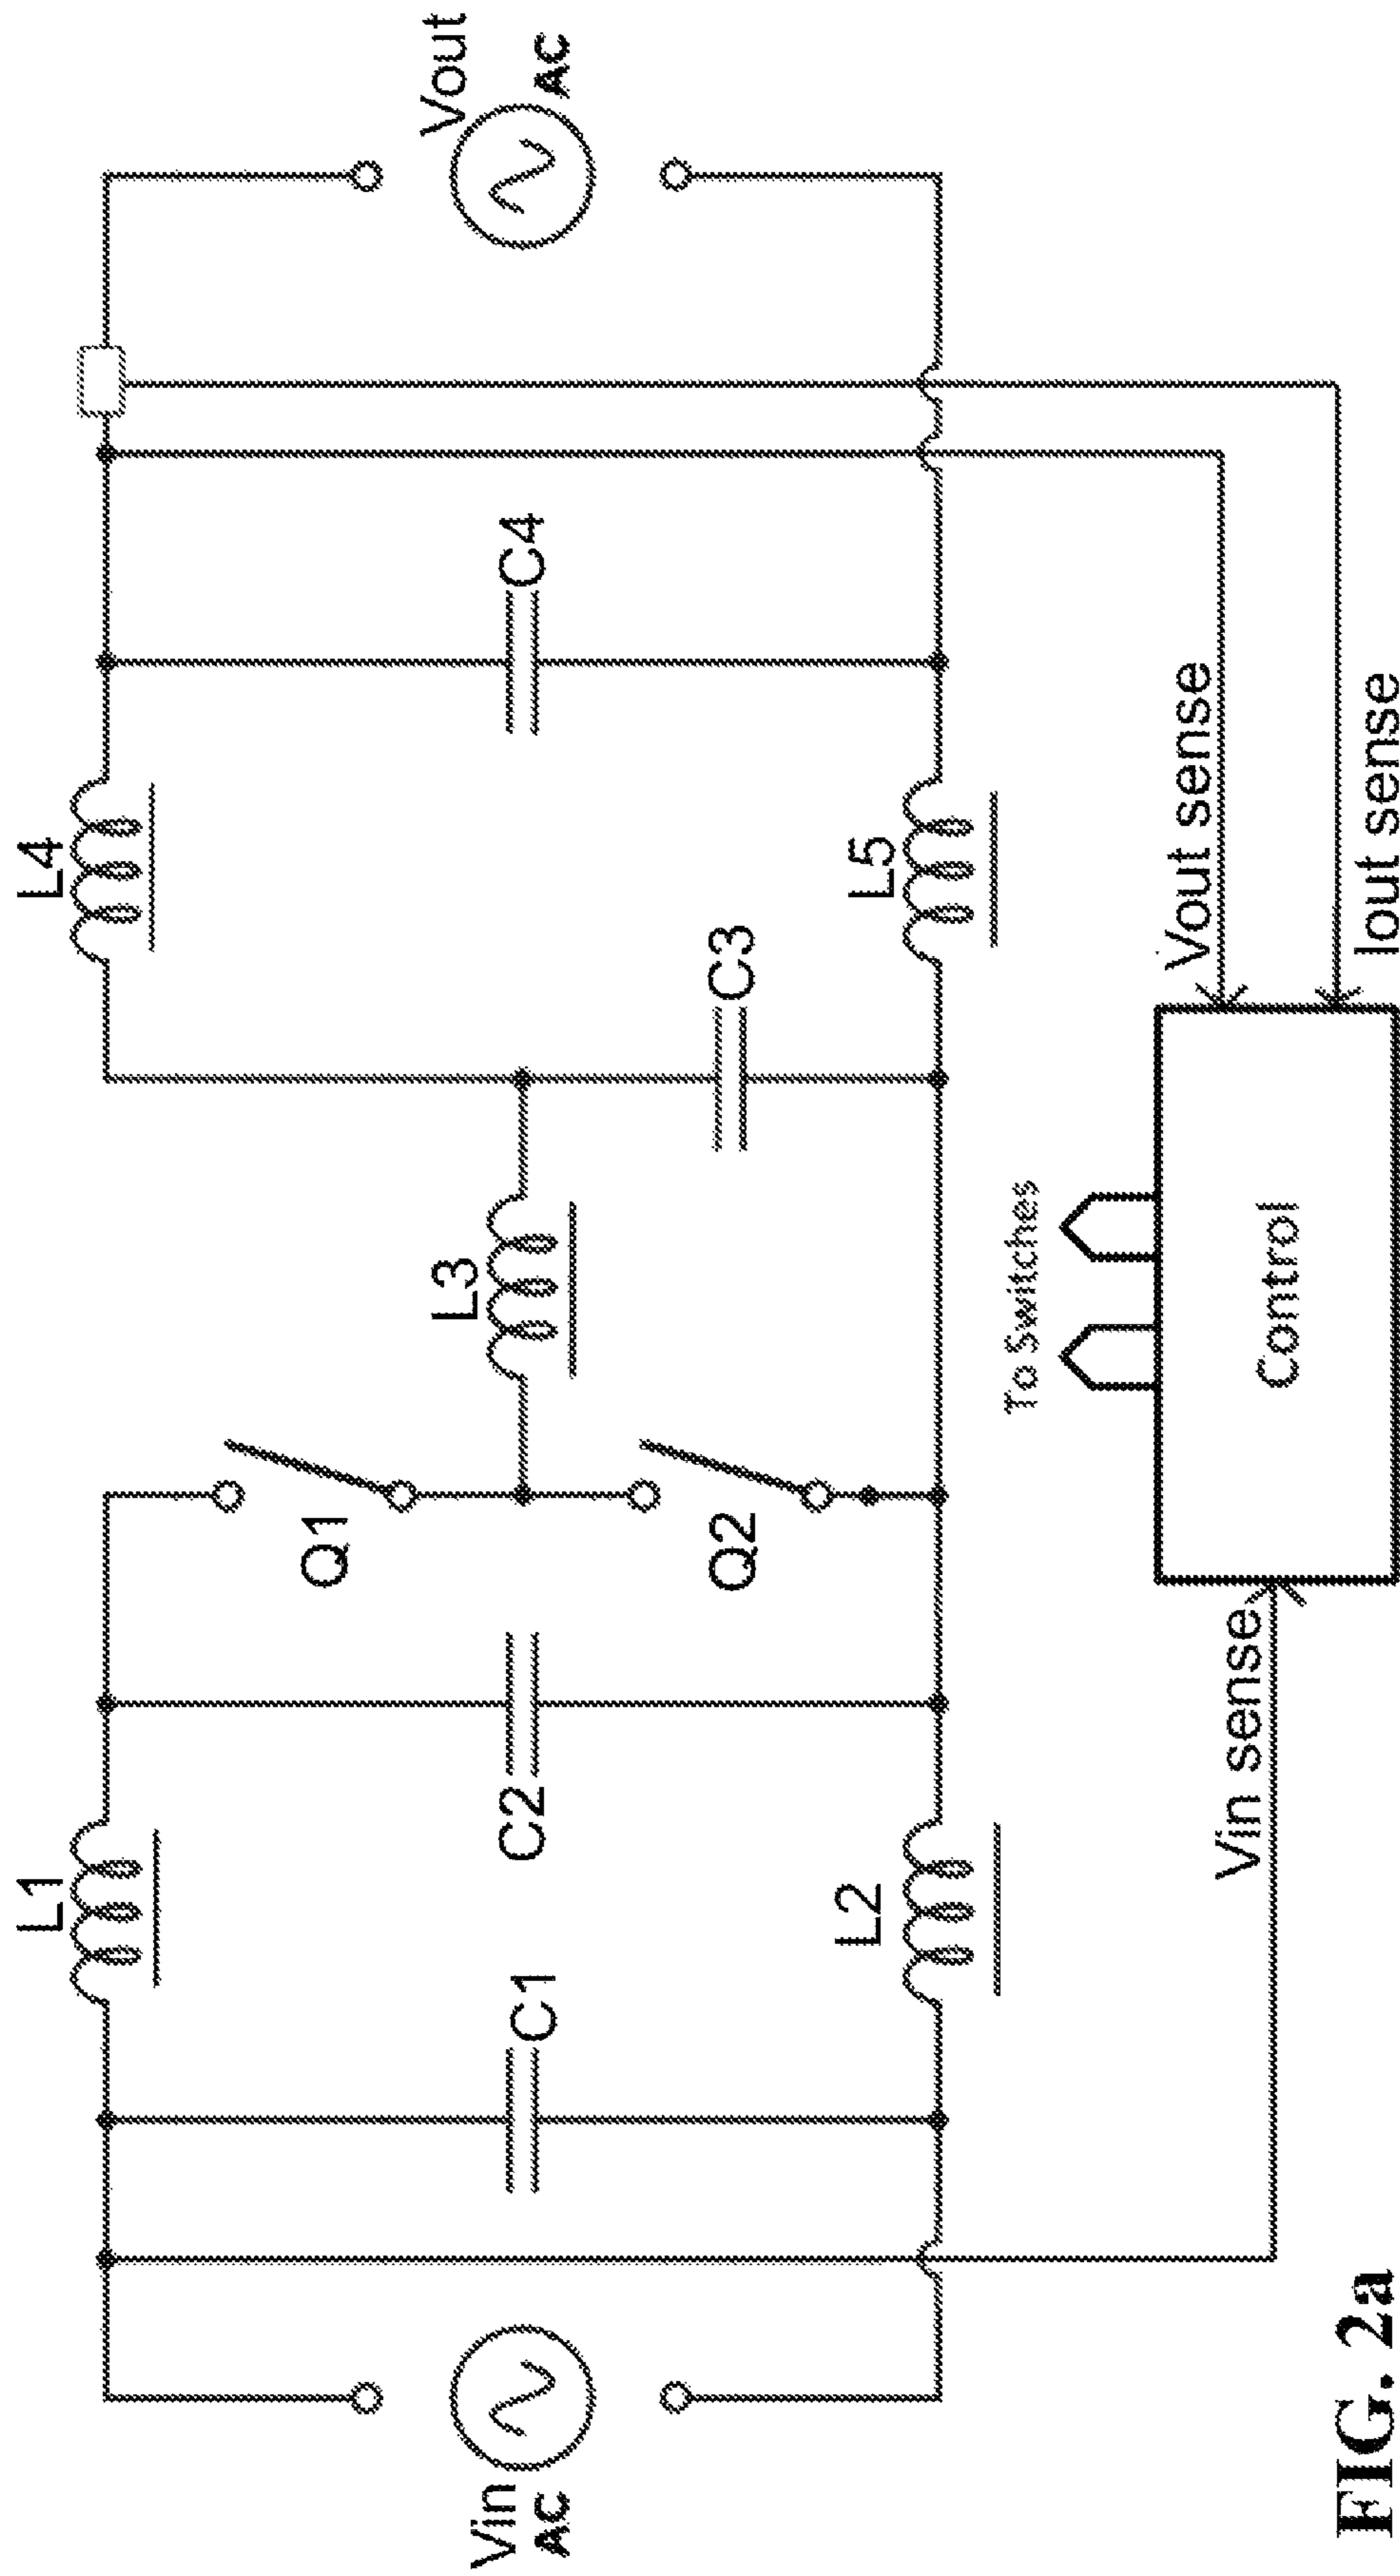 Vin
AC
C1
L1
L2
C2
Q1
Q2
L3
C3
L4
L5
C4
Vout
AC
Vin sense
To Switches
Control
Vout sense
Iout sense
FIG. 2a